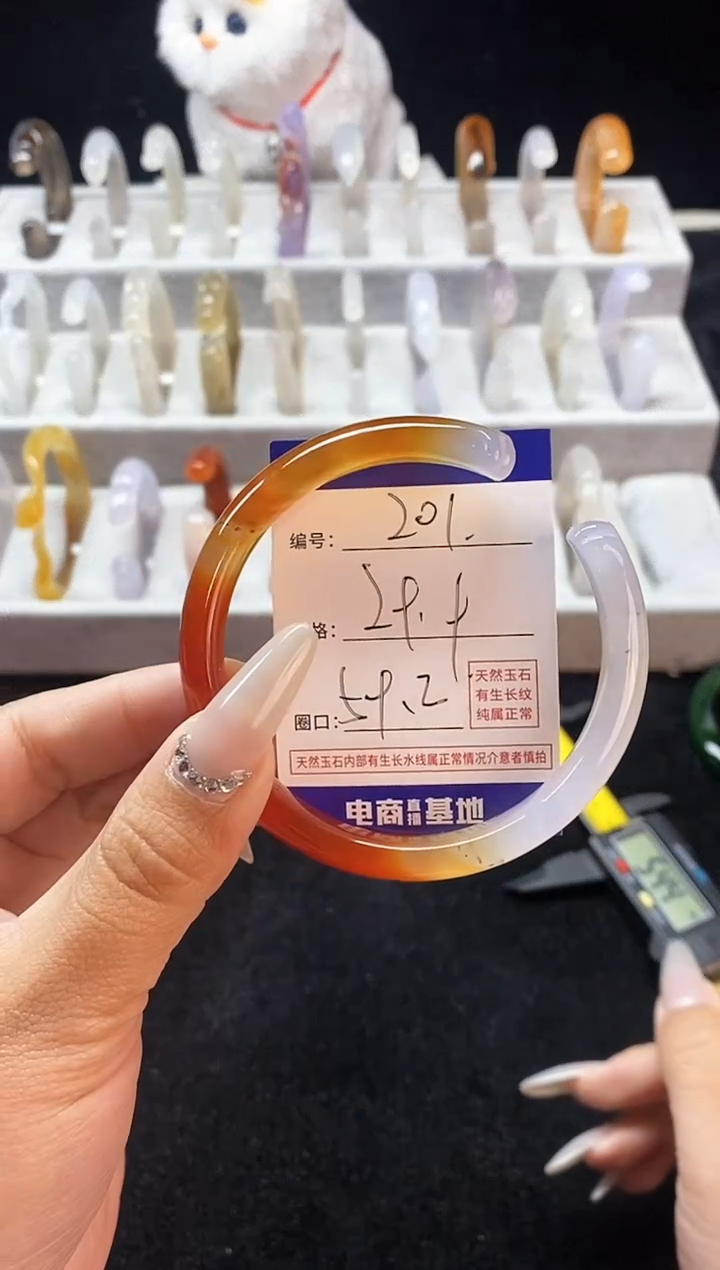 编号: 201.
格:
圈口: 59.2
天然玉石
有生长纹
纯属正常
天然玉石内部有生长水线属正常情况介意者慎拍
电商直播基地